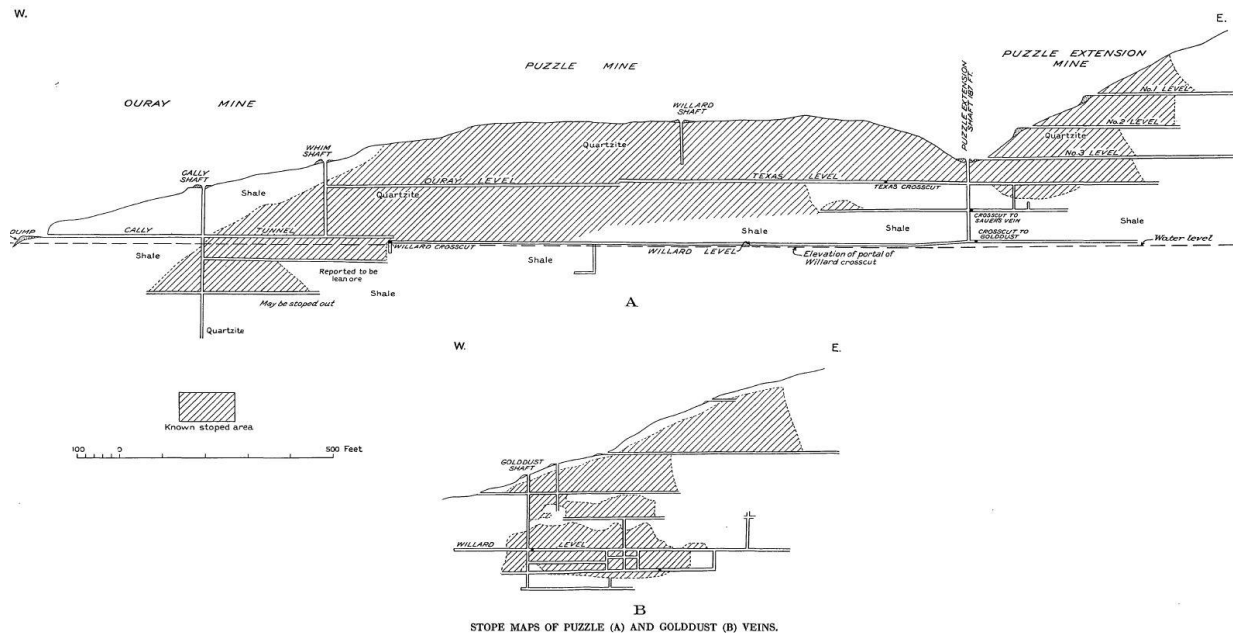 W.
E.
PUZZLE EXTENSION
MINE
PUZZLE MINE
OURAY MINE
PUZZLE EXTENSION
SHAFT 187 FT.
No.1 LEVEL
WILLARD
SHAFT
No.2 LEVEL
Quartzite
WHIM
SHAFT
Quartzite
No.3 LEVEL
CALLY
SHAFT
Shale
OURAY LEVEL
TEXAS LEVEL
TEXAS CROSSCUT
Quartzite
CROSSCUT TO
SAUERS VEIN
Shale
DUMP
CALLY TUNNEL
Shale
Shale
CROSSCUT TO
GOLDDUST
Water level
WILLARD CROSSCUT
WILLARD LEVEL
Elevation of portal of
Willard crosscut
Shale
Shale
Reported to be
lean ore
Shale
May be stoped out
A
Quartzite
W.
E.
Known stoped area
100 0 500 Feet
GOLDDUST
SHAFT
WILLARD LEVEL
B
STOPE MAPS OF PUZZLE (A) AND GOLDDUST (B) VEINS.